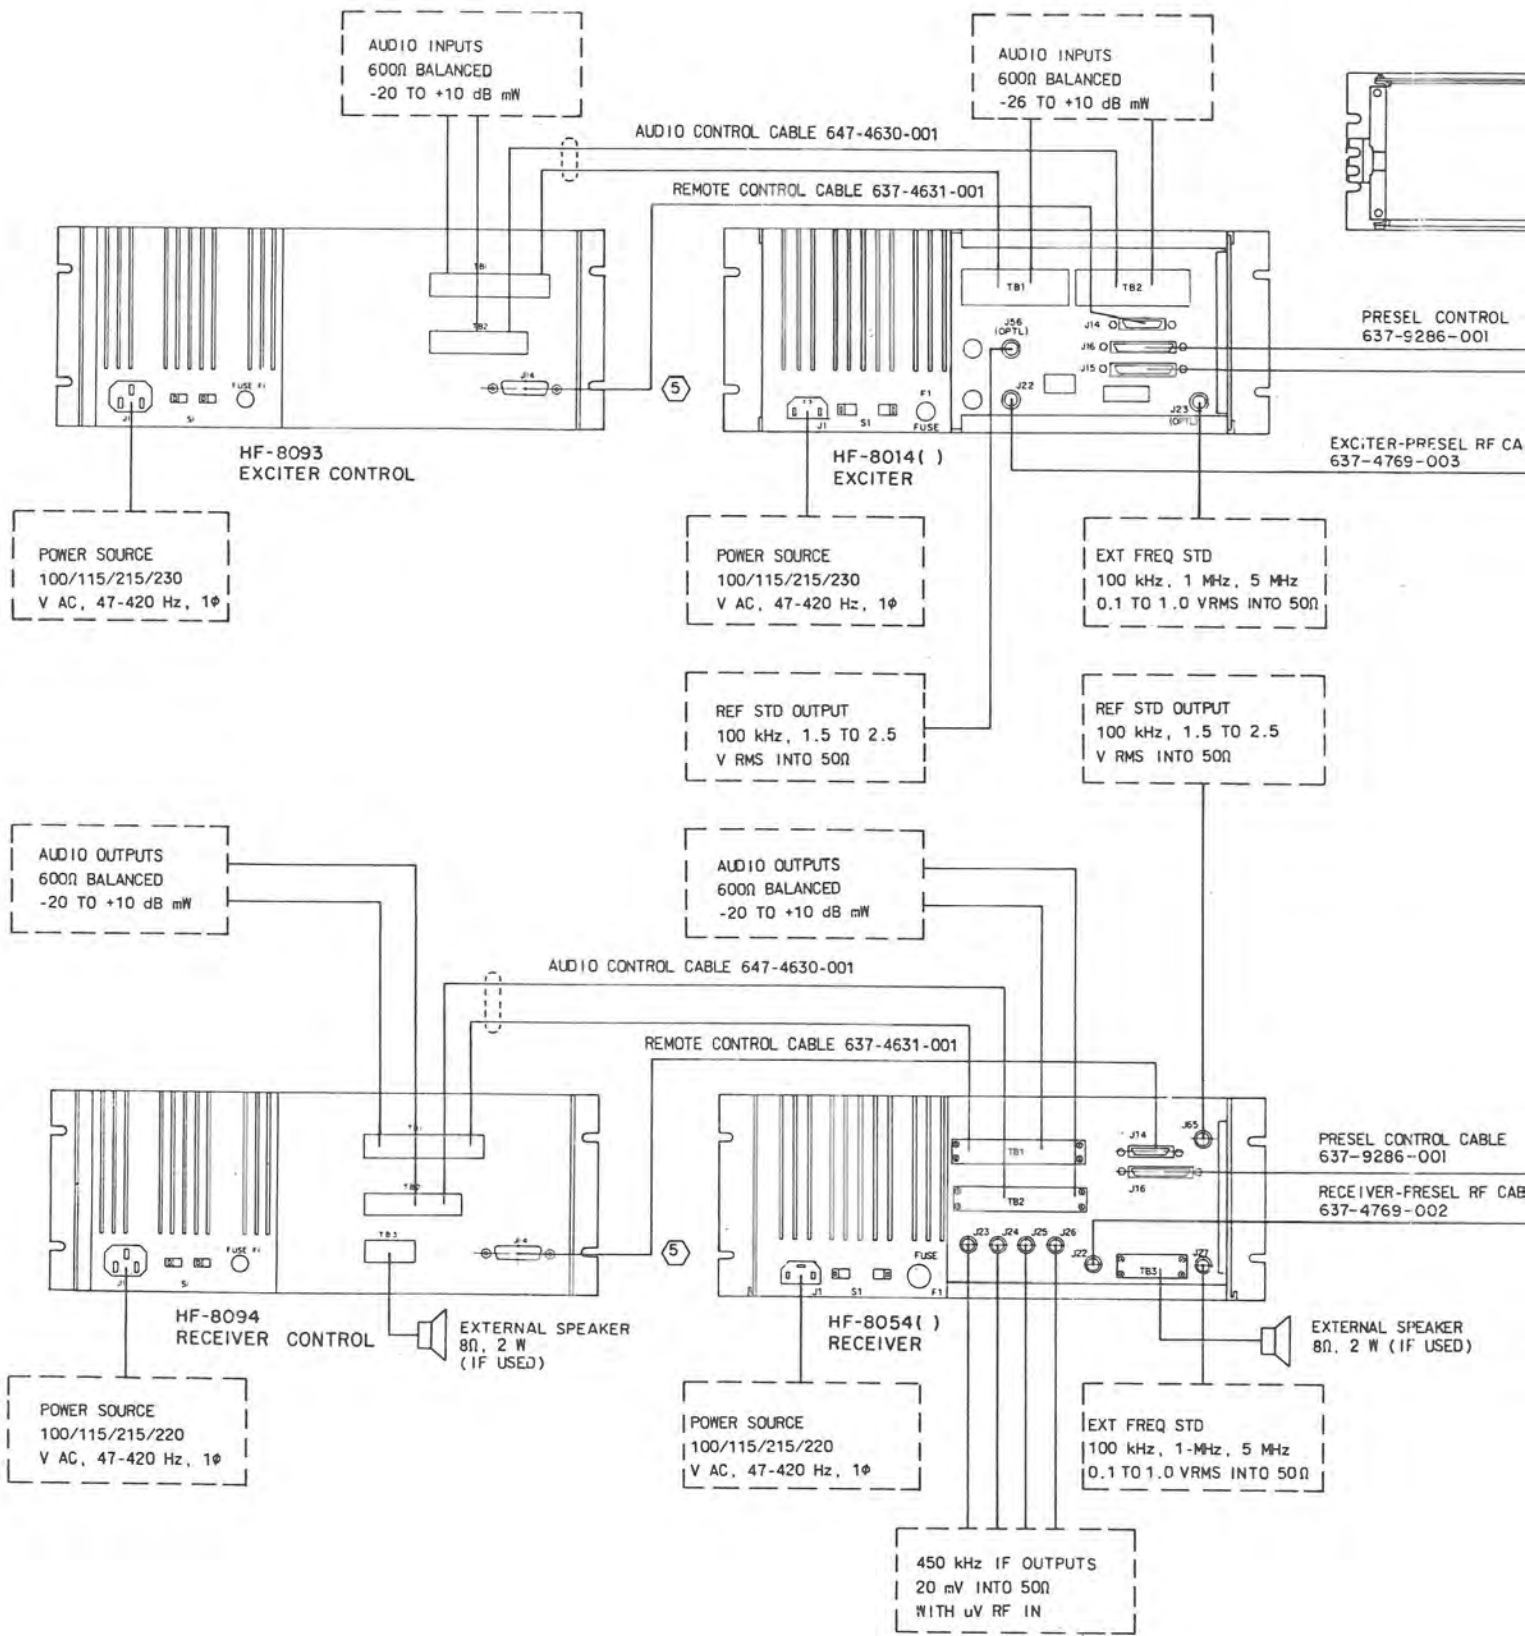 AUDIO INPUTS
600Ω BALANCED
-20 TO +10 dB mW
AUDIO INPUTS
600Ω BALANCED
-26 TO +10 dB mW
AUDIO CONTROL CABLE 647-4630-001
REMOTE CONTROL CABLE 637-4631-001
TB1
TB2
J14
FUSE F1
J1
S1
HF-8093
EXCITER CONTROL
5
TB1
TB2
J56
(OPTL)
J14
J16
J15
J22
J23
(OPTL)
F1
FUSE
J1
S1
HF-8014( )
EXCITER
PRESEL CONTROL
637-9286-001
EXCITER-PRESEL RF CA
637-4769-003
POWER SOURCE
100/115/215/230
V AC, 47-420 Hz, 1ϕ
POWER SOURCE
100/115/215/230
V AC, 47-420 Hz, 1ϕ
EXT FREQ STD
100 kHz, 1 MHz, 5 MHz
0.1 TO 1.0 VRMS INTO 50Ω
REF STD OUTPUT
100 kHz, 1.5 TO 2.5
V RMS INTO 50Ω
REF STD OUTPUT
100 kHz, 1.5 TO 2.5
V RMS INTO 50Ω
AUDIO OUTPUTS
600Ω BALANCED
-20 TO +10 dB mW
AUDIO OUTPUTS
600Ω BALANCED
-20 TO +10 dB mW
AUDIO CONTROL CABLE 647-4630-001
REMOTE CONTROL CABLE 637-4631-001
TB1
TB2
TB3
J14
FUSE F1
J1
S1
HF-8094
RECEIVER CONTROL
EXTERNAL SPEAKER
8Ω, 2 W
(IF USED)
5
TB1
TB2
J14
J65
J16
J23
J24
J25
J26
J22
TB3
J27
FUSE
F1
J1
S1
HF-8054( )
RECEIVER
PRESEL CONTROL CABLE
637-9286-001
RECEIVER-FRESEL RF CAB
637-4769-002
EXTERNAL SPEAKER
8Ω, 2 W (IF USED)
POWER SOURCE
100/115/215/220
V AC, 47-420 Hz, 1ϕ
POWER SOURCE
100/115/215/220
V AC, 47-420 Hz, 1ϕ
EXT FREQ STD
100 kHz, 1-MHz, 5 MHz
0.1 TO 1.0 VRMS INTO 50Ω
450 kHz IF OUTPUTS
20 mV INTO 50Ω
WITH uV RF IN